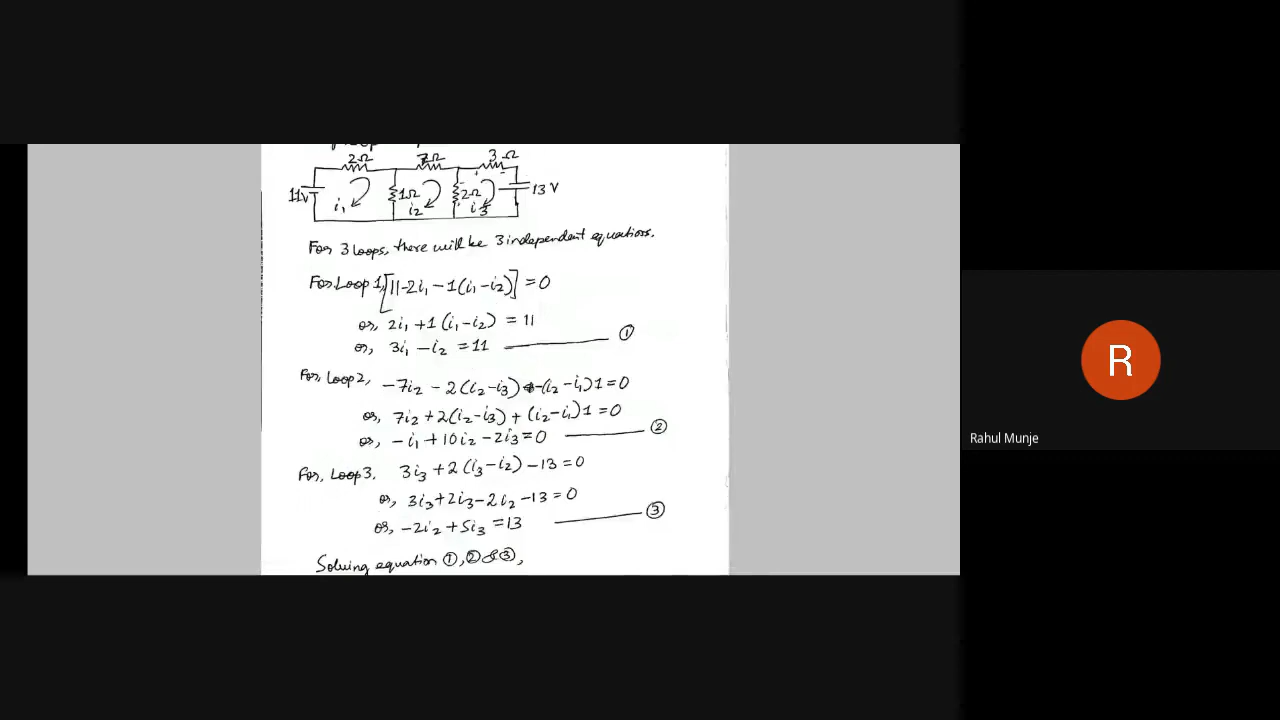 2Ω 7Ω 3Ω
11V 1Ω 2Ω 13 V
i₁ i₂ i₃
For 3 loops, there will be 3 independent equations.
For Loop 1, [11-2i₁ - 1(i₁-i₂)] = 0
or, 2i₁ + 1(i₁-i₂) = 11
or, 3i₁ - i₂ = 11 ①
For, Loop 2, -7i₂ - 2(i₂-i₃) -(i₂-i₁)1 = 0
or, 7i₂ + 2(i₂-i₃) + (i₂-i₁)1 = 0
or, -i₁ + 10i₂ - 2i₃ = 0 ②
For, Loop 3. 3i₃ + 2(i₃-i₂) - 13 = 0
or, 3i₃ + 2i₃ - 2i₂ - 13 = 0
or, -2i₂ + 5i₃ = 13 ③
Solving equation ①, ② & ③,
R
Rahul Munje